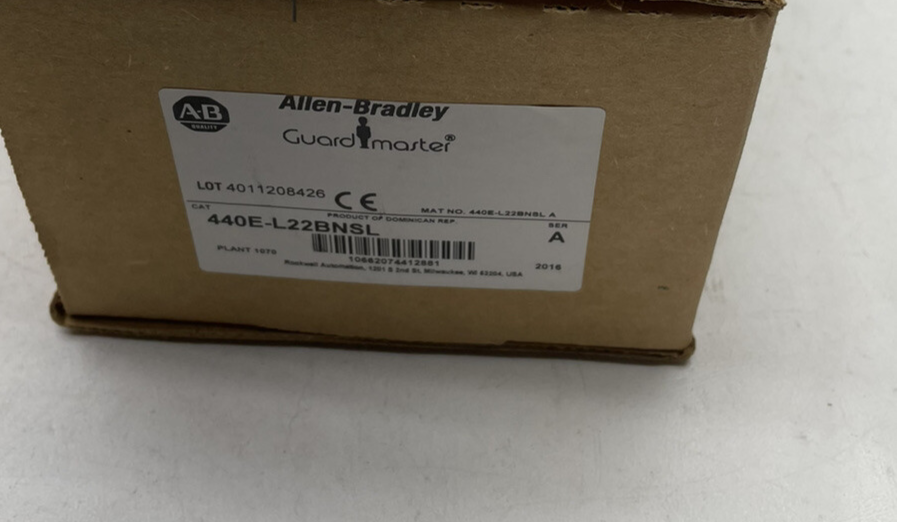 A-B
QUALITY
Allen-Bradley
Guardmaster®
LOT 4011208426 CE
MAT NO. 440E-L22BNSL A
CAT
PRODUCT OF DOMINICAN REP.
SER
440E-L22BNSL
A
PLANT 1070
10662074412881
2016
Rockwell Automation, 1201 S 2nd St, Milwaukee, WI 53204, USA